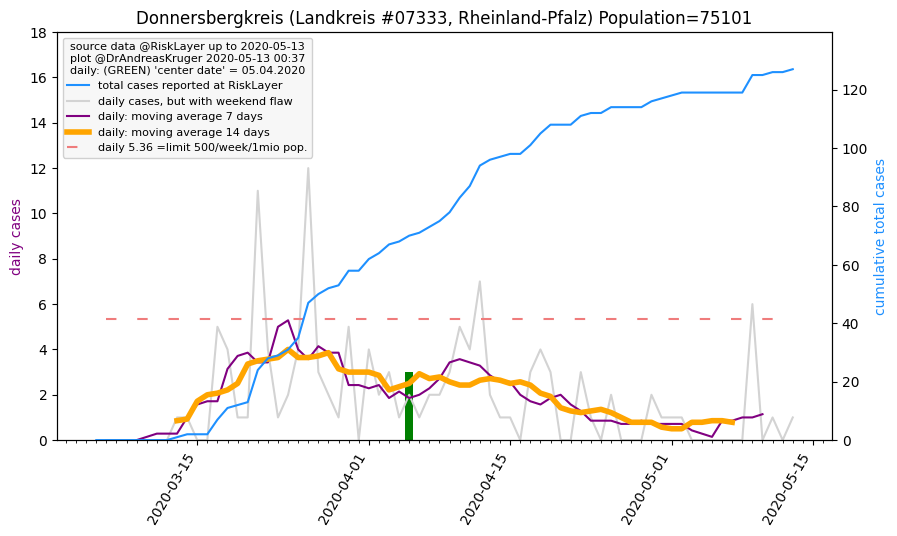 Donnersbergkreis (Landkreis #07333, Rheinland-Pfalz) Population=75101
source data @RiskLayer up to 2020-05-13
plot @DrAndreasKruger 2020-05-13 00:37
daily: (GREEN) 'center date' = 05.04.2020
total cases reported at RiskLayer
daily cases, but with weekend flaw
daily: moving average 7 days
daily: moving average 14 days
daily 5.36 =limit 500/week/1mio pop.
daily cases
18
16
14
12
10
8
6
4
2
0
cumulative total cases
120
100
80
60
40
20
0
2020-03-15
2020-04-01
2020-04-15
2020-05-01
2020-05-15